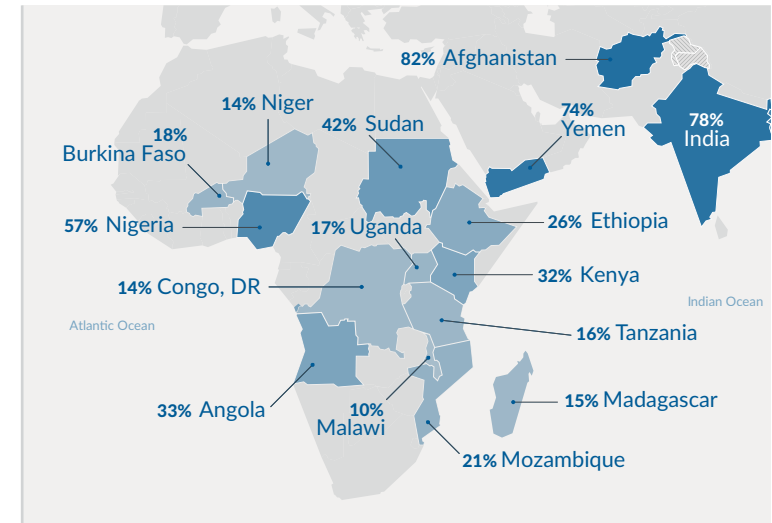 82% Afghanistan
14% Niger
74%
Yemen
78%
India
42% Sudan
18%
Burkina Faso
57% Nigeria
17% Uganda
26% Ethiopia
14% Congo, DR
32% Kenya
Indian Ocean
Atlantic Ocean
16% Tanzania
33% Angola
10%
Malawi
15% Madagascar
21% Mozambique